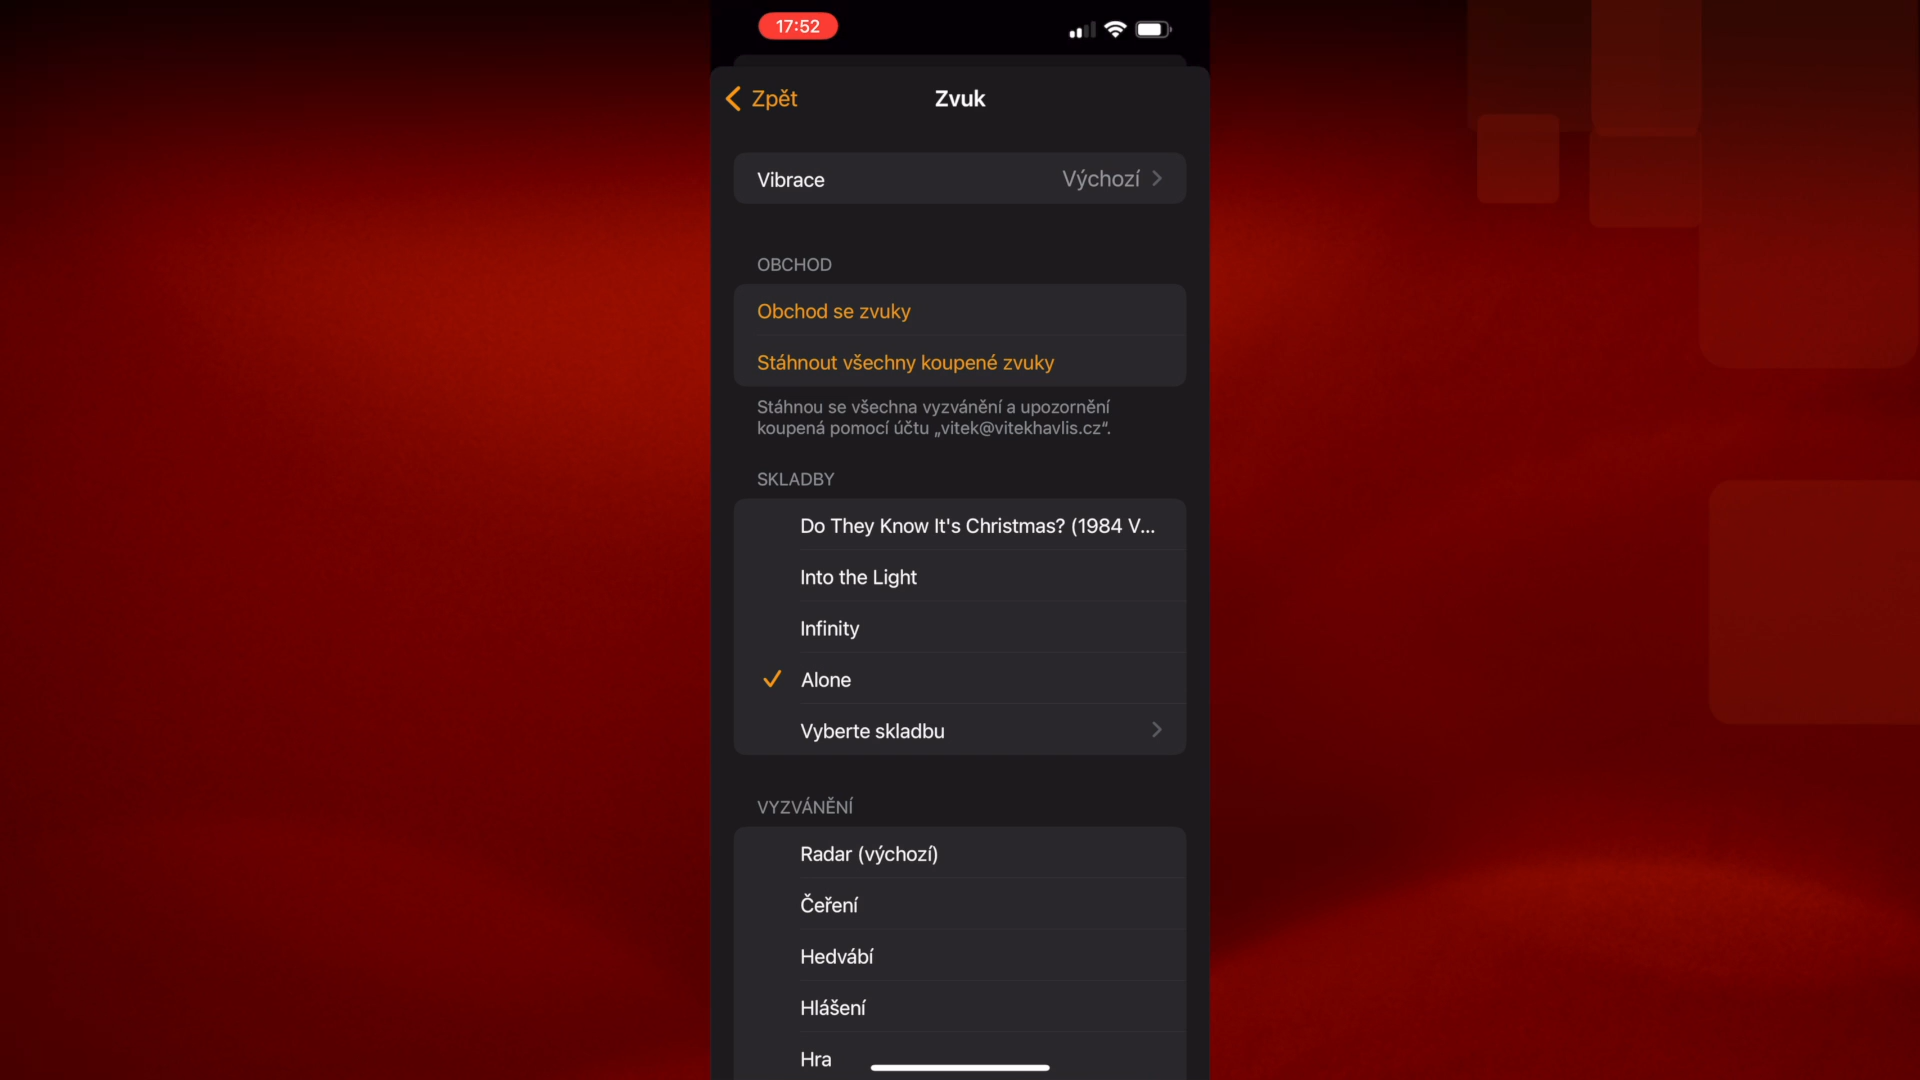 17:52
Zpět
Zvuk
Vibrace
Výchozí
OBCHOD
Obchod se zvuky
Stáhnout všechny koupené zvuky
Stáhnou se všechna vyzvánění a upozornění
koupená pomocí účtu „vitek@vitekhavlis.cz“.
SKLADBY
Do They Know It's Christmas? (1984 V...
Into the Light
Infinity
Alone
Vyberte skladbu
VYZVÁNĚNÍ
Radar (výchozí)
Čeření
Hedvábí
Hlášení
Hra